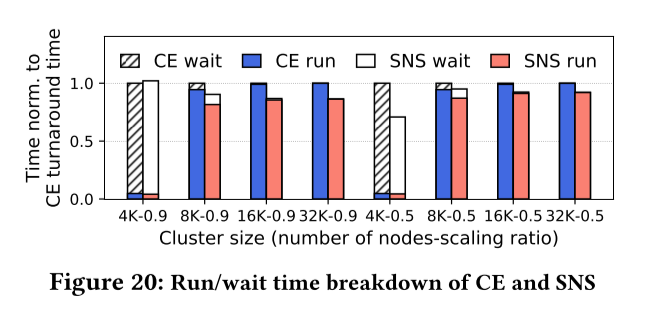 Time norm. to
CE turnaround time
CE wait CE run SNS wait SNS run
1.0
0.5
0.0
4K-0.9 8K-0.9 16K-0.9 32K-0.9 4K-0.5 8K-0.5 16K-0.5 32K-0.5
Cluster size (number of nodes-scaling ratio)
Figure 20: Run/wait time breakdown of CE and SNS